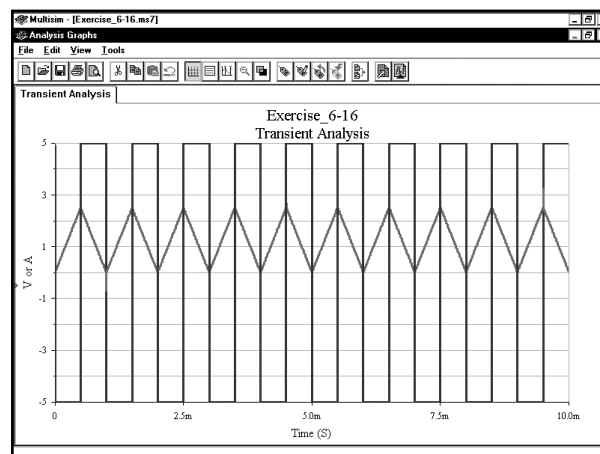 Multisim - [Exercise_6-16.ms7]
Analysis Graphs
File Edit View Tools
Transient Analysis
Exercise_6-16
Transient Analysis
5
3
1
-1
-3
-5
V or A
0 2.5m 5.0m 7.5m 10.0m
Time (S)